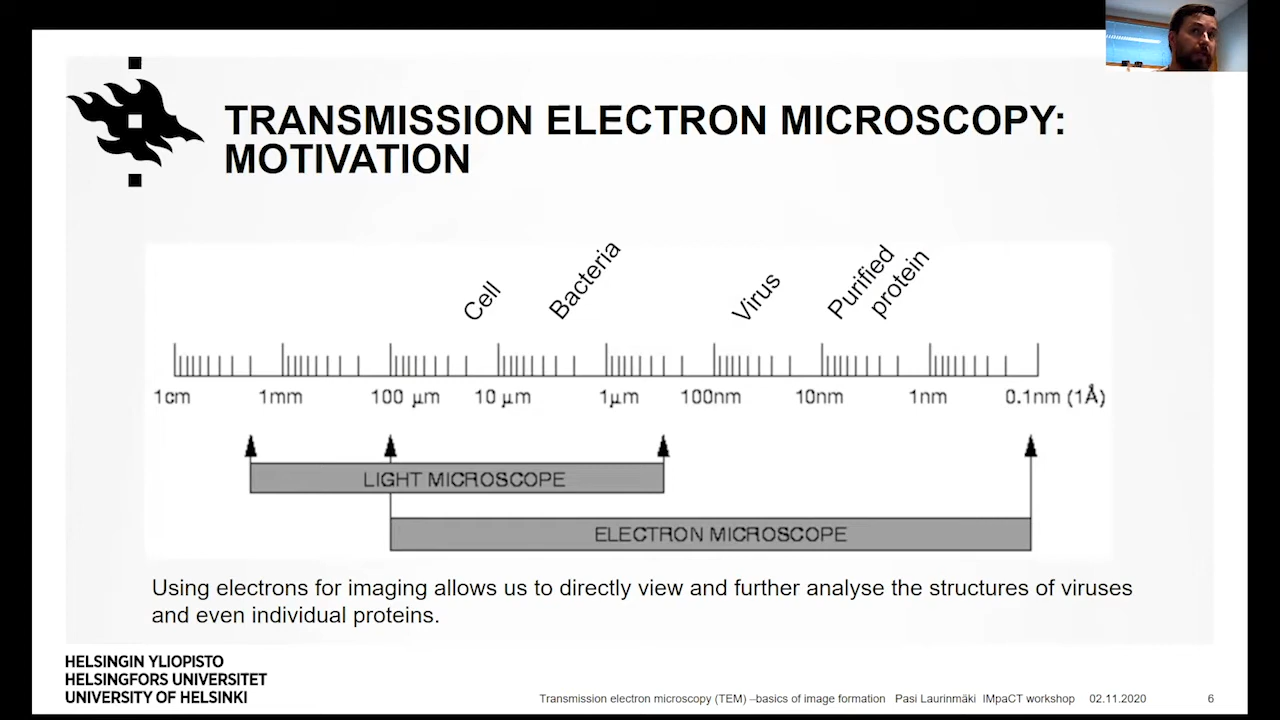 TRANSMISSION ELECTRON MICROSCOPY:
MOTIVATION
Cell
Bacteria
Virus
Purified
protein
1cm 1mm 100 µm 10 µm 1µm 100nm 10nm 1nm 0.1nm (1Å)
LIGHT MICROSCOPE
ELECTRON MICROSCOPE
Using electrons for imaging allows us to directly view and further analyse the structures of viruses
and even individual proteins.
HELSINGIN YLIOPISTO
HELSINGFORS UNIVERSITET
UNIVERSITY OF HELSINKI
Transmission electron microscopy (TEM) –basics of image formation Pasi Laurinmäki IMpaCT workshop 02.11.2020 6